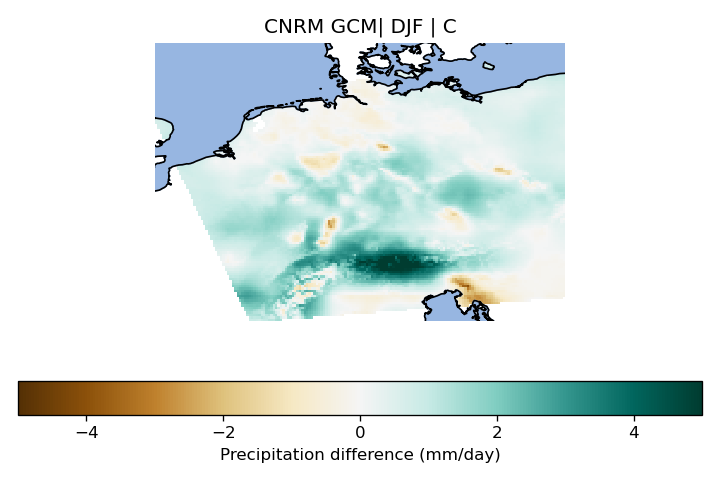 CNRM GCM| DJF | C
−4 −2 0 2 4
Precipitation difference (mm/day)